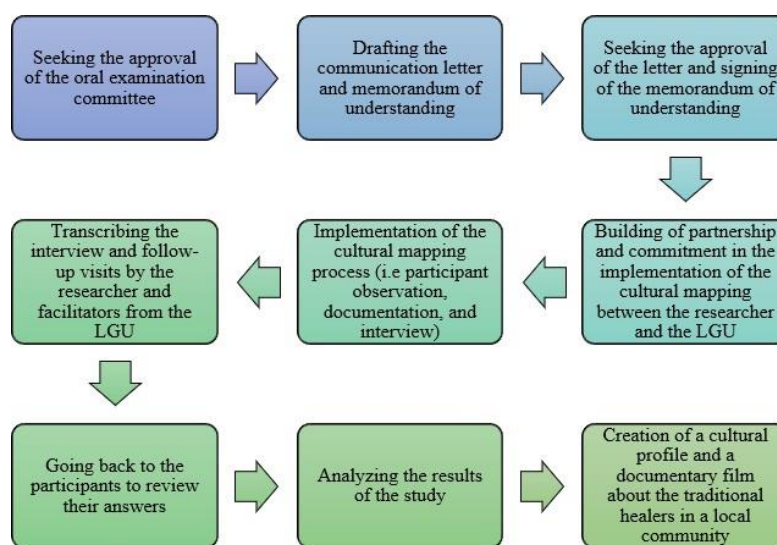 Seeking the approval
of the oral examination
committee
Drafting the
communication letter
and memorandum of
understanding
Seeking the approval
of the letter and signing
of the memorandum of
understanding
Building of partnership
and commitment in the
implementation of the
cultural mapping
between the researcher
and the LGU
Implementation of the
cultural mapping
process (i.e participant
observation,
documentation, and
interview)
Transcribing the
interview and follow-
up visits by the
researcher and
facilitators from the
LGU
Going back to the
participants to review
their answers
Analyzing the results
of the study
Creation of a cultural
profile and a
documentary film
about the traditional
healers in a local
community